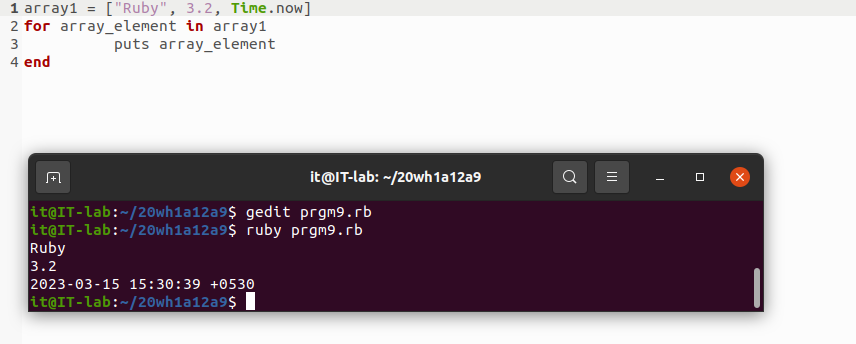 1 array1 = ["Ruby", 3.2, Time.now]
2 for array_element in array1
3 puts array_element
4 end
it@IT-lab: ~/20wh1a12a9
it@IT-lab:~/20wh1a12a9$ gedit prgm9.rb
it@IT-lab:~/20wh1a12a9$ ruby prgm9.rb
Ruby
3.2
2023-03-15 15:30:39 +0530
it@IT-lab:~/20wh1a12a9$